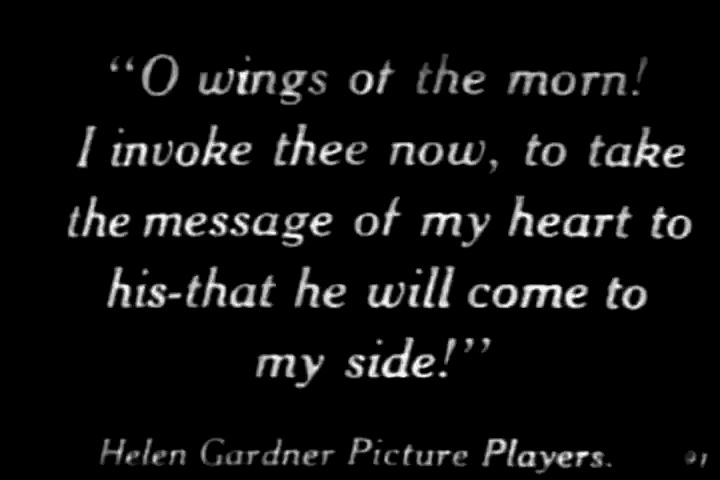 “O wings of the morn!
I invoke thee now, to take
the message of my heart to
his-that he will come to
my side!”
Helen Gardner Picture Players. 91